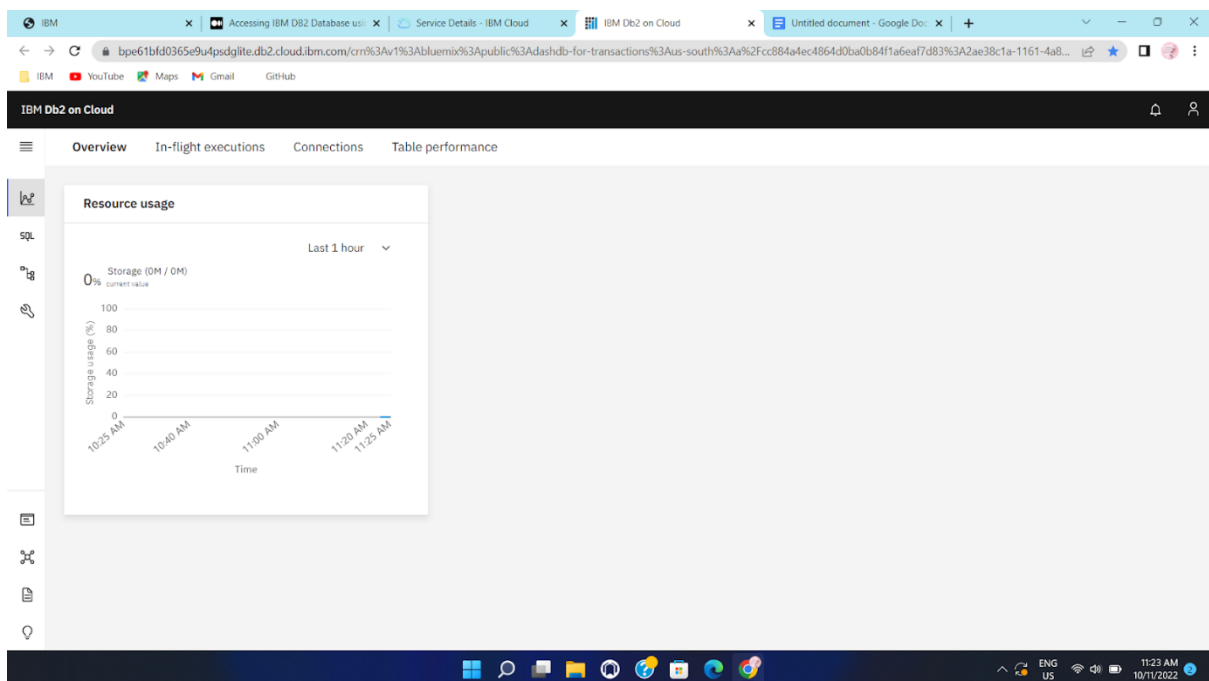 IBM
Accessing IBM DB2 Database usin
Service Details - IBM Cloud
IBM Db2 on Cloud
Untitled document - Google Doc
bpe61bfd0365e9u4psdglite.db2.cloud.ibm.com/crn%3Av1%3Abluemix%3Apublic%3Adashdb-for-transactions%3Aus-south%3Aa%2Fcc884a4ec4864d0ba0b84f1a6eaf7d83%3A2ae38c1a-1161-4a8...
IBM YouTube Maps Gmail GitHub
IBM Db2 on Cloud
Overview In-flight executions Connections Table performance
Resource usage
SQL
Last 1 hour
0% Storage (0M / 0M)
current value
100
80
60
40
20
0
Storage usage (%)
10:25 AM 10:40 AM 11:00 AM 11:20 AM 11:25 AM
Time
ENG
US
11:23 AM
10/11/2022
2